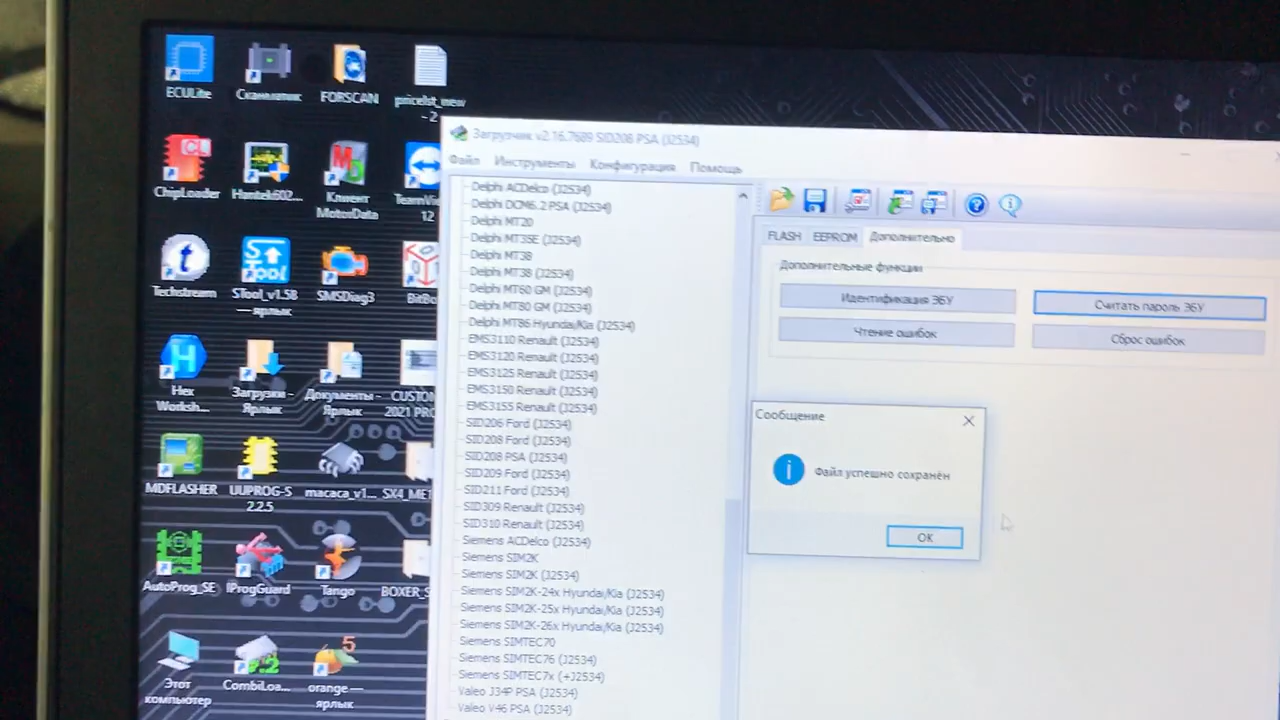 ECULite
Сканматик
FORSCAN
pricelst_new
~ 2
ChipLoader
Клиент
MotorData
12
Techstream
STool_v1.58
— ярлык
SMSDiag3
Hex
Worksh...
Загрузки -
Ярлык
Документы -
Ярлык
MDFLASHER
UUPROG-S
2.2.5
macaca_v1...
AutoProg_SE
IProgGuard
Tango
Этот
компьютер
CombiLoa...
orange —
ярлык
Загрузчик v2.16.7689 SID208 PSA (J2534)
Файл Инструменты Конфигурация Помощь
Delphi ACDelco (J2534)
Delphi DCM6.2 PSA (J2534)
Delphi MT20
Delphi MT35E (J2534)
Delphi MT38
Delphi MT38 (J2534)
Delphi MT60 GM (J2534)
Delphi MT80 GM (J2534)
Delphi MT86 Hyundai/Kia (J2534)
EMS3110 Renault (J2534)
EMS3120 Renault (J2534)
EMS3125 Renault (J2534)
EMS3150 Renault (J2534)
EMS3155 Renault (J2534)
SID206 Ford (J2534)
SID208 Ford (J2534)
SID208 PSA (J2534)
SID209 Ford (J2534)
SID211 Ford (J2534)
SID309 Renault (J2534)
SID310 Renault (J2534)
Siemens ACDelco (J2534)
Siemens SIM2K
Siemens SIM2K (J2534)
Siemens SIM2K-24x Hyundai/Kia (J2534)
Siemens SIM2K-25x Hyundai/Kia (J2534)
Siemens SIM2K-26x Hyundai/Kia (J2534)
Siemens SIMTEC70
Siemens SIMTEC76 (J2534)
Siemens SIMTEC7x (+J2534)
Valeo J34P PSA (J2534)
Valeo V46 PSA (J2534)
FLASH EEPROM Дополнительно
Дополнительные функции
Идентификация ЭБУ
Считать пароль ЭБУ
Чтение ошибок
Сброс ошибок
Сообщение
Файл успешно сохранён
OK